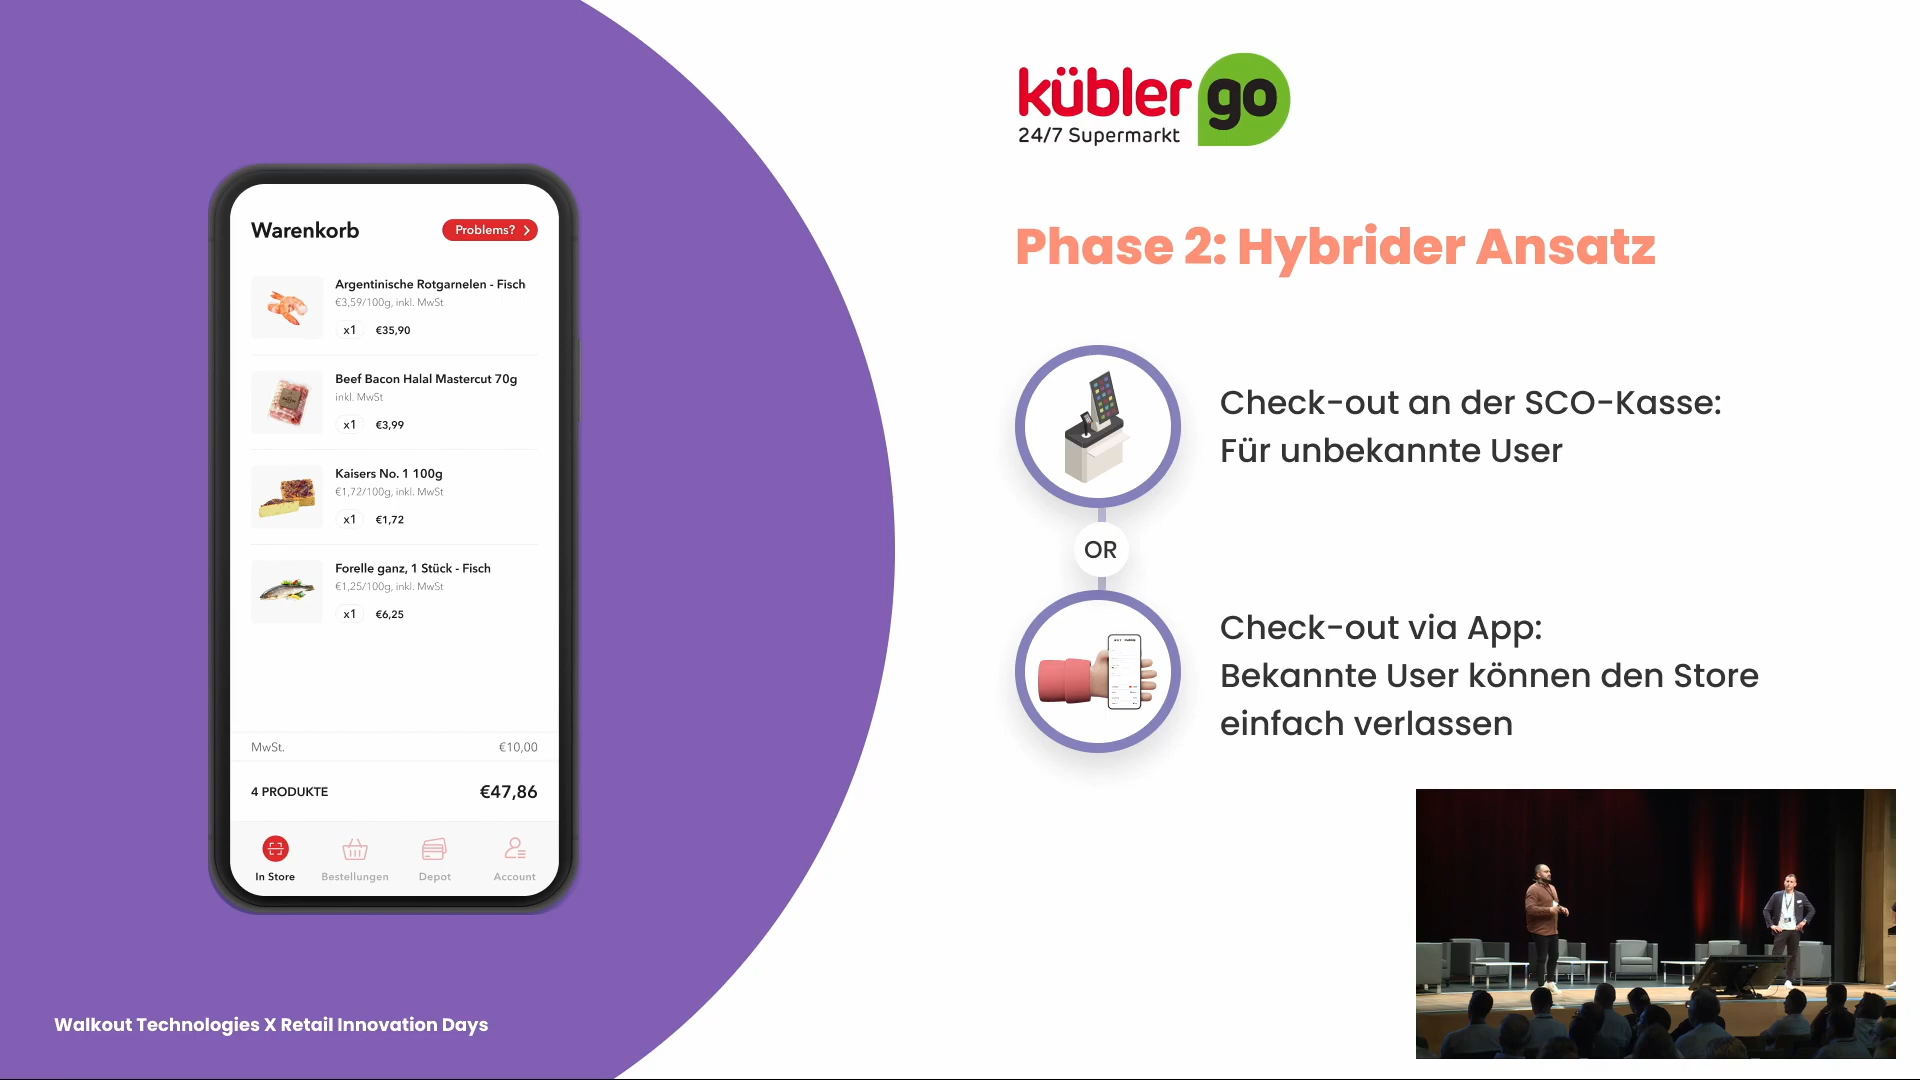 Warenkorb
Problems?
Argentinische Rotgarnelen - Fisch
€3,59/100g, inkl. MwSt
x1 €35,90
Beef Bacon Halal Mastercut 70g
inkl. MwSt
x1 €3,99
Kaisers No. 1 100g
€1,72/100g, inkl. MwSt
x1 €1,72
Forelle ganz, 1 Stück - Fisch
€1,25/100g, inkl. MwSt
x1 €6,25
MwSt. €10,00
4 PRODUKTE €47,86
In Store Bestellungen Depot Account
Walkout Technologies X Retail Innovation Days
kübler go
24/7 Supermarkt
Phase 2: Hybrider Ansatz
Check-out an der SCO-Kasse:
Für unbekannte User
OR
Check-out via App:
Bekannte User können den Store
einfach verlassen